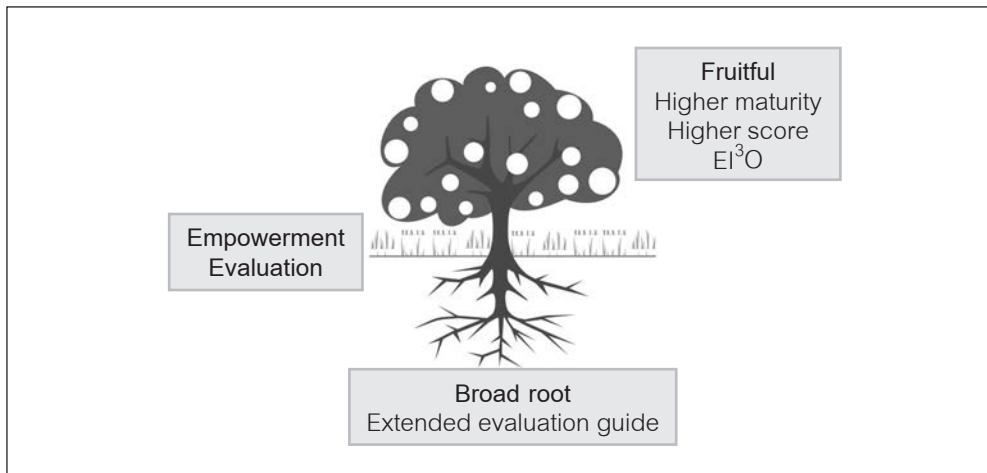 Fruitful
Higher maturity
Higher score
EI³O
Empowerment
Evaluation
Broad root
Extended evaluation guide